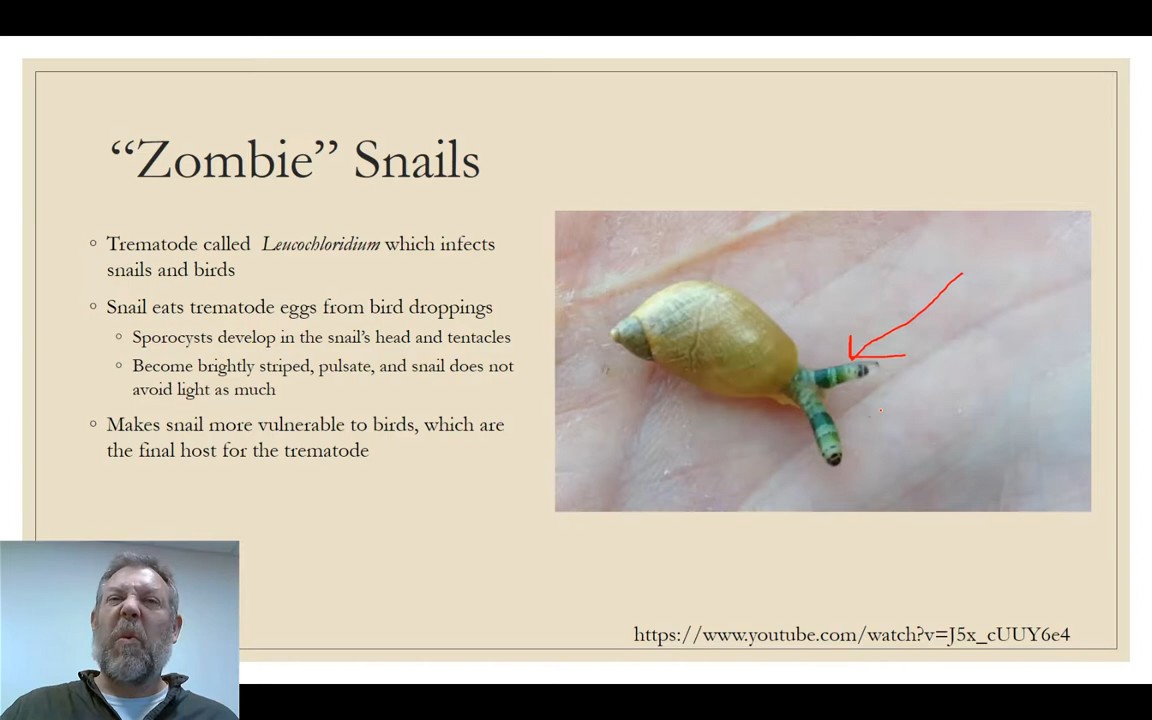 “Zombie” Snails
◦ Trematode called Leucochloridium which infects
snails and birds
◦ Snail eats trematode eggs from bird droppings
◦ Sporocysts develop in the snail’s head and tentacles
◦ Become brightly striped, pulsate, and snail does not
avoid light as much
◦ Makes snail more vulnerable to birds, which are
the final host for the trematode
https://www.youtube.com/watch?v=J5x_cUUY6e4